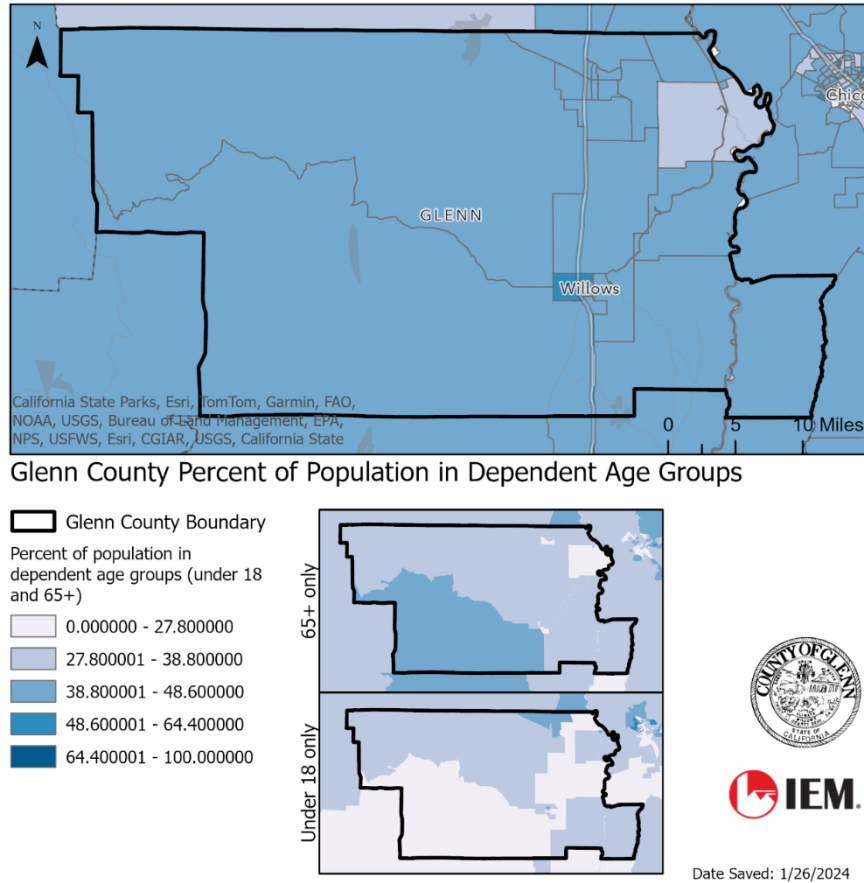 N
Chico
GLENN
Willows
California State Parks, Esri, TomTom, Garmin, FAO,
NOAA, USGS, Bureau of Land Management, EPA,
NPS, USFWS, Esri, CGIAR, USGS, California State
0 5 10 Miles
Glenn County Percent of Population in Dependent Age Groups
Glenn County Boundary
Percent of population in
dependent age groups (under 18
and 65+)
0.000000 - 27.800000
27.800001 - 38.800000
38.800001 - 48.600000
48.600001 - 64.400000
64.400001 - 100.000000
65+ only
Under 18 only
COUNTY OF GLENN
STATE OF
CALIFORNIA
IEM.
Date Saved: 1/26/2024